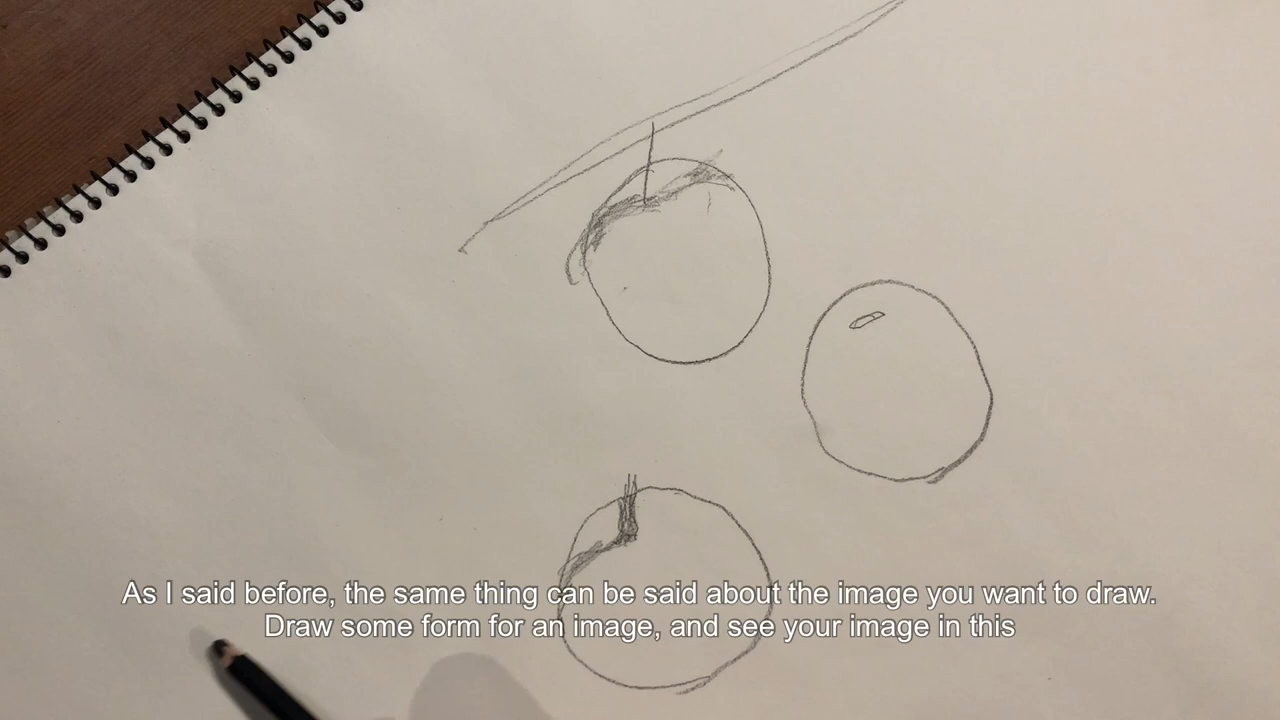 As I said before, the same thing can be said about the image you want to draw.
Draw some form for an image, and see your image in this